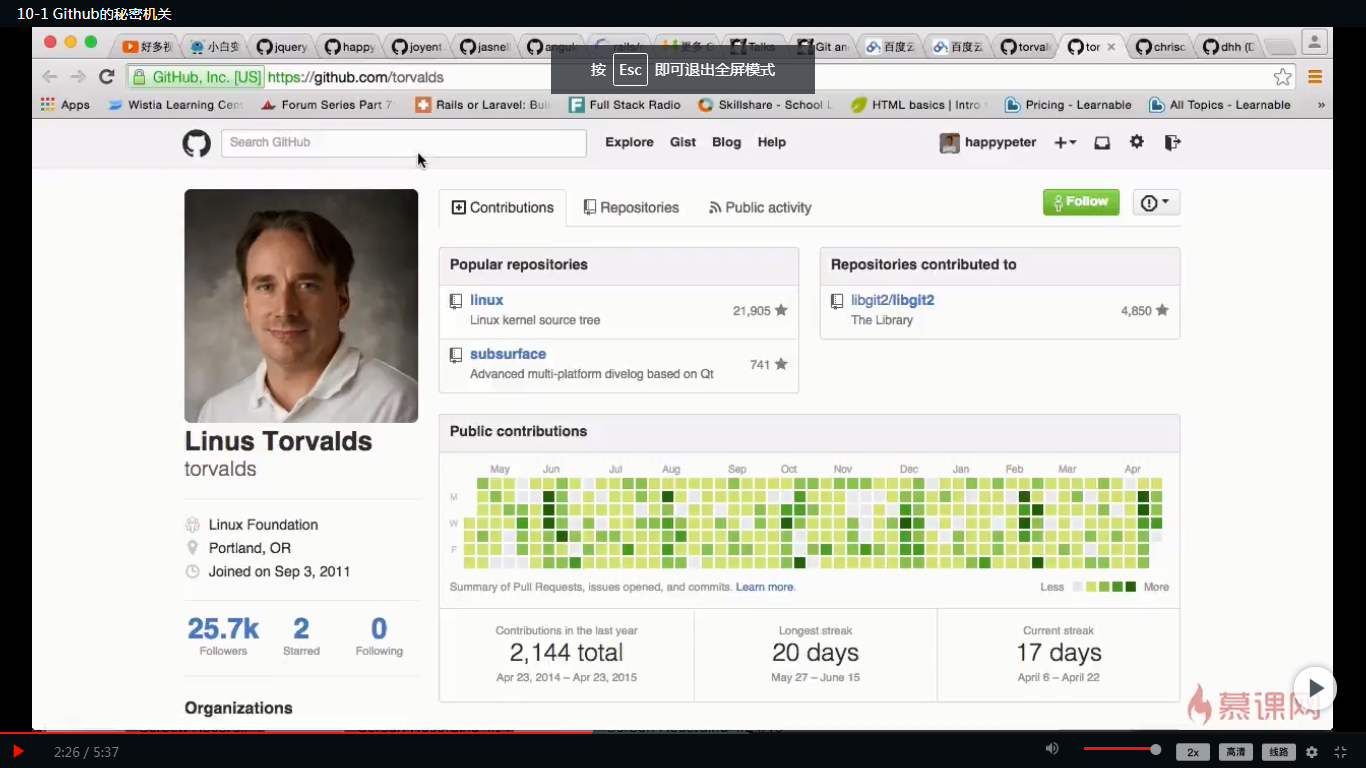 10-1 Github的秘密机关
好多视
小白变
jquery
happy
joyent
jasnel
angula
rails/r
更多 G
Talks
Git an
百度云
百度云
torval
tor
chrisc
dhh (D
GitHub, Inc. [US]
https://github.com/torvalds
按 Esc 即可退出全屏模式
Apps
Wistia Learning Cen
Forum Series Part 7
Rails or Laravel: Buil
Full Stack Radio
Skillshare - School
HTML basics | Intro
Pricing - Learnable
All Topics - Learnable
»
Search GitHub
Explore
Gist
Blog
Help
happypeter
Contributions
Repositories
Public activity
Follow
Popular repositories
linux
21,905
Linux kernel source tree
subsurface
741
Advanced multi-platform divelog based on Qt
Repositories contributed to
libgit2/libgit2
4,850
The Library
Linus Torvalds
torvalds
Linux Foundation
Portland, OR
Joined on Sep 3, 2011
25.7k
Followers
2
Starred
0
Following
Organizations
Public contributions
May Jun Jul Aug Sep Oct Nov Dec Jan Feb Mar Apr
M
W
F
Summary of Pull Requests, issues opened, and commits. Learn more.
Less
More
Contributions in the last year
2,144 total
Apr 23, 2014 – Apr 23, 2015
Longest streak
20 days
May 27 – June 15
Current streak
17 days
April 6 – April 22
慕课网
2:26 / 5:37
2x
高清
线路